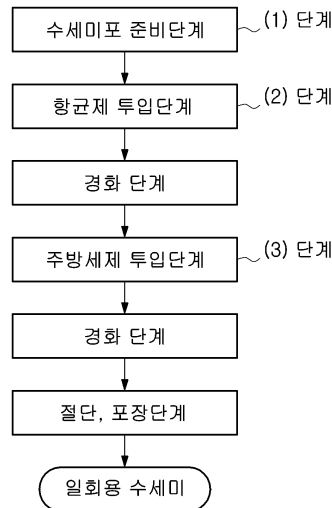 수세미포 준비단계
(1) 단계
항균제 투입단계
(2) 단계
경화 단계
주방세제 투입단계
(3) 단계
경화 단계
절단, 포장단계
일회용 수세미